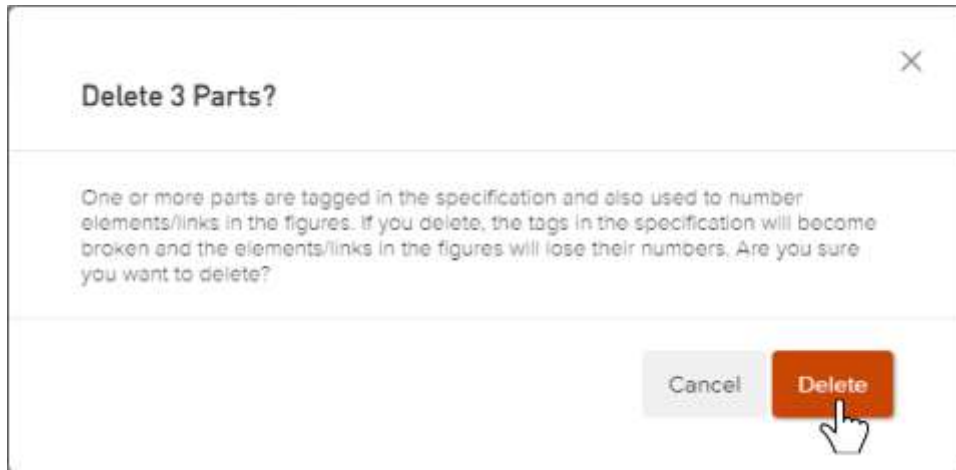 Delete 3 Parts?
One or more parts are tagged in the specification and also used to number
elements/links in the figures. If you delete, the tags in the specification will become
broken and the elements/links in the figures will lose their numbers. Are you sure
you want to delete?
Cancel Delete